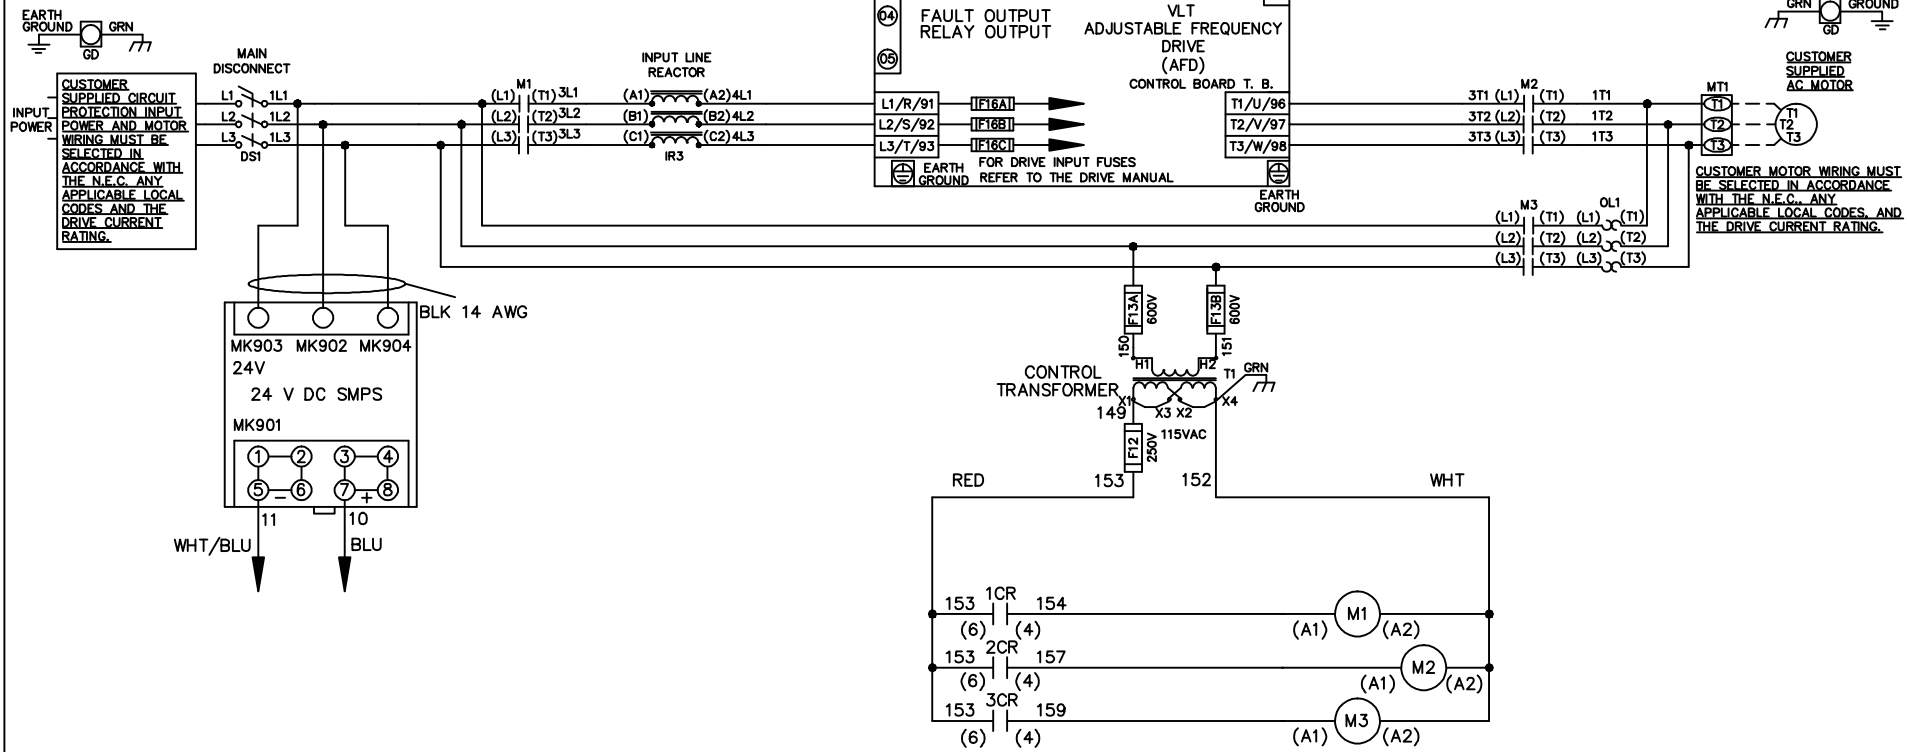 EARTH
GROUND
GRN
GD
MAIN
DISCONNECT
INPUT LINE
REACTOR
04
05
FAULT OUTPUT
RELAY OUTPUT
VLT
ADJUSTABLE FREQUENCY
DRIVE
(AFD)
CONTROL BOARD T. B.
GRN
GROUND
GD
CUSTOMER
SUPPLIED
AC MOTOR
INPUT
POWER
CUSTOMER
SUPPLIED CIRCUIT
PROTECTION INPUT
POWER AND MOTOR
WIRING MUST BE
SELECTED IN
ACCORDANCE WITH
THE N.E.C. ANY
APPLICABLE LOCAL
CODES AND THE
DRIVE CURRENT
RATING.
L1 1L1
L2 1L2
L3 1L3
DS1
M1
(L1) (T1) 3L1
(L2) (T2) 3L2
(L3) (T3) 3L3
(A1) (A2) 4L1
(B1) (B2) 4L2
(C1) (C2) 4L3
IR3
L1/R/91 F16A
L2/S/92 F16B
L3/T/93 F16C
EARTH
GROUND
FOR DRIVE INPUT FUSES
REFER TO THE DRIVE MANUAL
T1/U/96
T2/V/97
T3/W/98
EARTH
GROUND
M2
3T1 (L1) (T1) 1T1
3T2 (L2) (T2) 1T2
3T3 (L3) (T3) 1T3
MT1
T1
T2
T3
T1
T2
T3
CUSTOMER MOTOR WIRING MUST
BE SELECTED IN ACCORDANCE
WITH THE N.E.C., ANY
APPLICABLE LOCAL CODES, AND
THE DRIVE CURRENT RATING.
M3 OL1
(L1) (T1) (L1) (T1)
(L2) (T2) (L2) (T2)
(L3) (T3) (L3) (T3)
BLK 14 AWG
MK903 MK902 MK904
24V
24 V DC SMPS
MK901
1 2 3 4
5 - 6 7 + 8
11 10
WHT/BLU BLU
F13A
600V
F13B
600V
150
151
H1 H2
CONTROL
TRANSFORMER
T1
GRN
X1 X3 X2 X4
149
115VAC
F12
250V
RED 153 152 WHT
1CR
153 154
(6) (4)
M1
(A1) (A2)
2CR
153 157
(6) (4)
M2
(A1) (A2)
3CR
153 159
(6) (4)
M3
(A1) (A2)